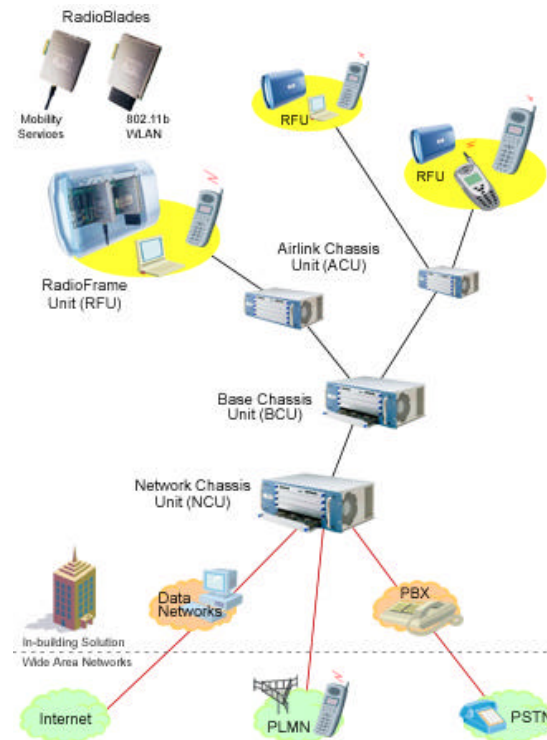 RadioBlades
Mobility
Services
802.11b
WLAN
RFU
RFU
RadioFrame
Unit (RFU)
Airlink Chassis
Unit (ACU)
Base Chassis
Unit (BCU)
Network Chassis
Unit (NCU)
Data
Networks
PBX
In-building Solution
Wide Area Networks
Internet
PLMN
PSTN